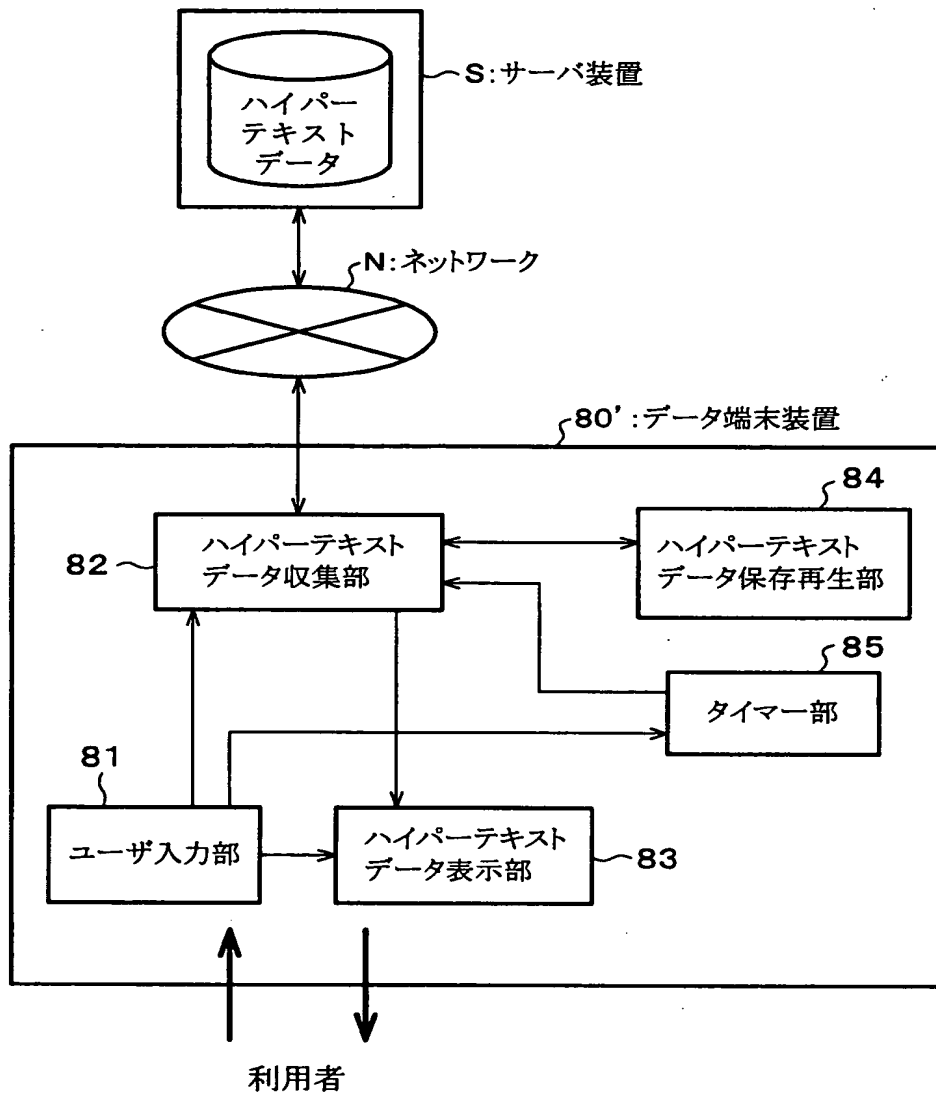 S:サーバ装置
ハイパー
テキスト
データ
N:ネットワーク
80':データ端末装置
84
82
ハイパーテキスト
データ収集部
ハイパーテキスト
データ保存再生部
85
タイマー部
81
ユーザ入力部
ハイパーテキスト
データ表示部
83
利用者